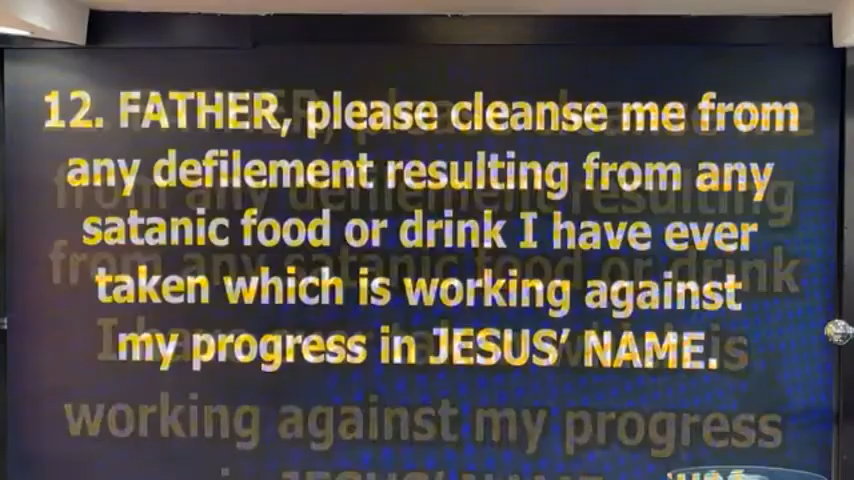 12. FATHER, please cleanse me from
any defilement resulting from any
satanic food or drink I have ever
taken which is working against
my progress in JESUS' NAME.
working against my progress